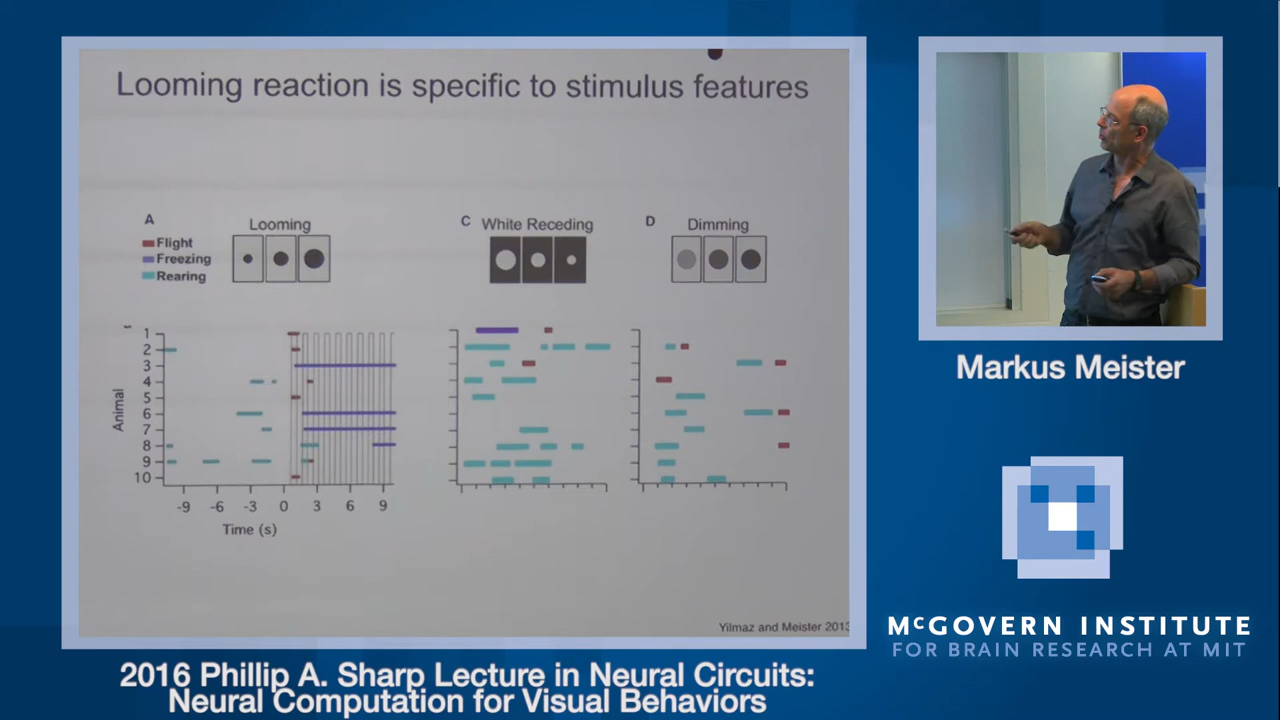 Looming reaction is specific to stimulus features
A
Looming
Flight
Freezing
Rearing
C
White Receding
D
Dimming
Animal
1
2
3
4
5
6
7
8
9
10
-9 -6 -3 0 3 6 9
Time (s)
Yilmaz and Meister 2013
Markus Meister
McGOVERN INSTITUTE
FOR BRAIN RESEARCH AT MIT
2016 Phillip A. Sharp Lecture in Neural Circuits:
Neural Computation for Visual Behaviors